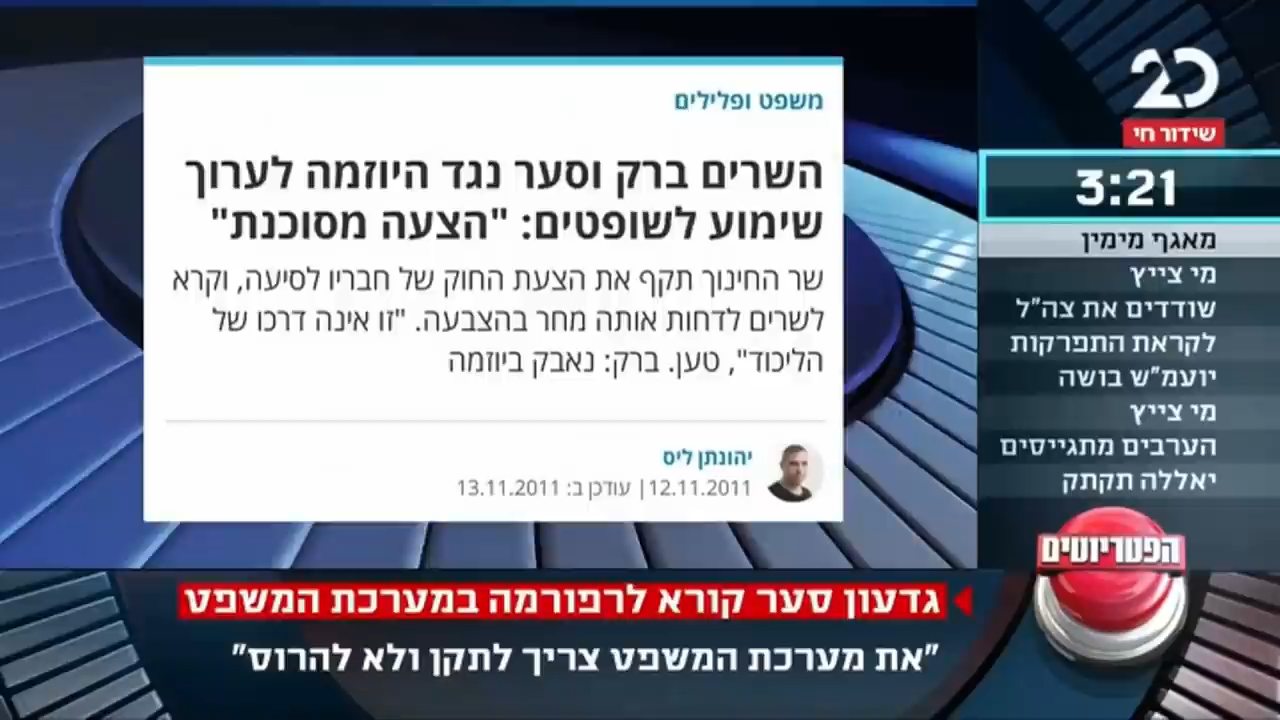 משפט ופלילים
השרים ברק וסער נגד היוזמה לערוך
שימוע לשופטים: "הצעה מסוכנת"
שר החינוך תקף את הצעת החוק של חבריו לסיעה, וקרא
לשרים לדחות אותה מחר בהצבעה. "זו אינה דרכו של
הליכוד", טען. ברק: נאבק ביוזמה
יהונתן ליס
12.11.2011 | עודכן ב: 13.11.2011
20
שידור חי
3:21
מאגף מימין
מי צייץ
שודדים את צה"ל
לקראת התפרקות
יועמ"ש בושה
מי צייץ
הערבים מתגייסים
יאללה תקתק
הפטריוטים
גדעון סער קורא לרפורמה במערכת המשפט
"את מערכת המשפט צריך לתקן ולא להרוס"